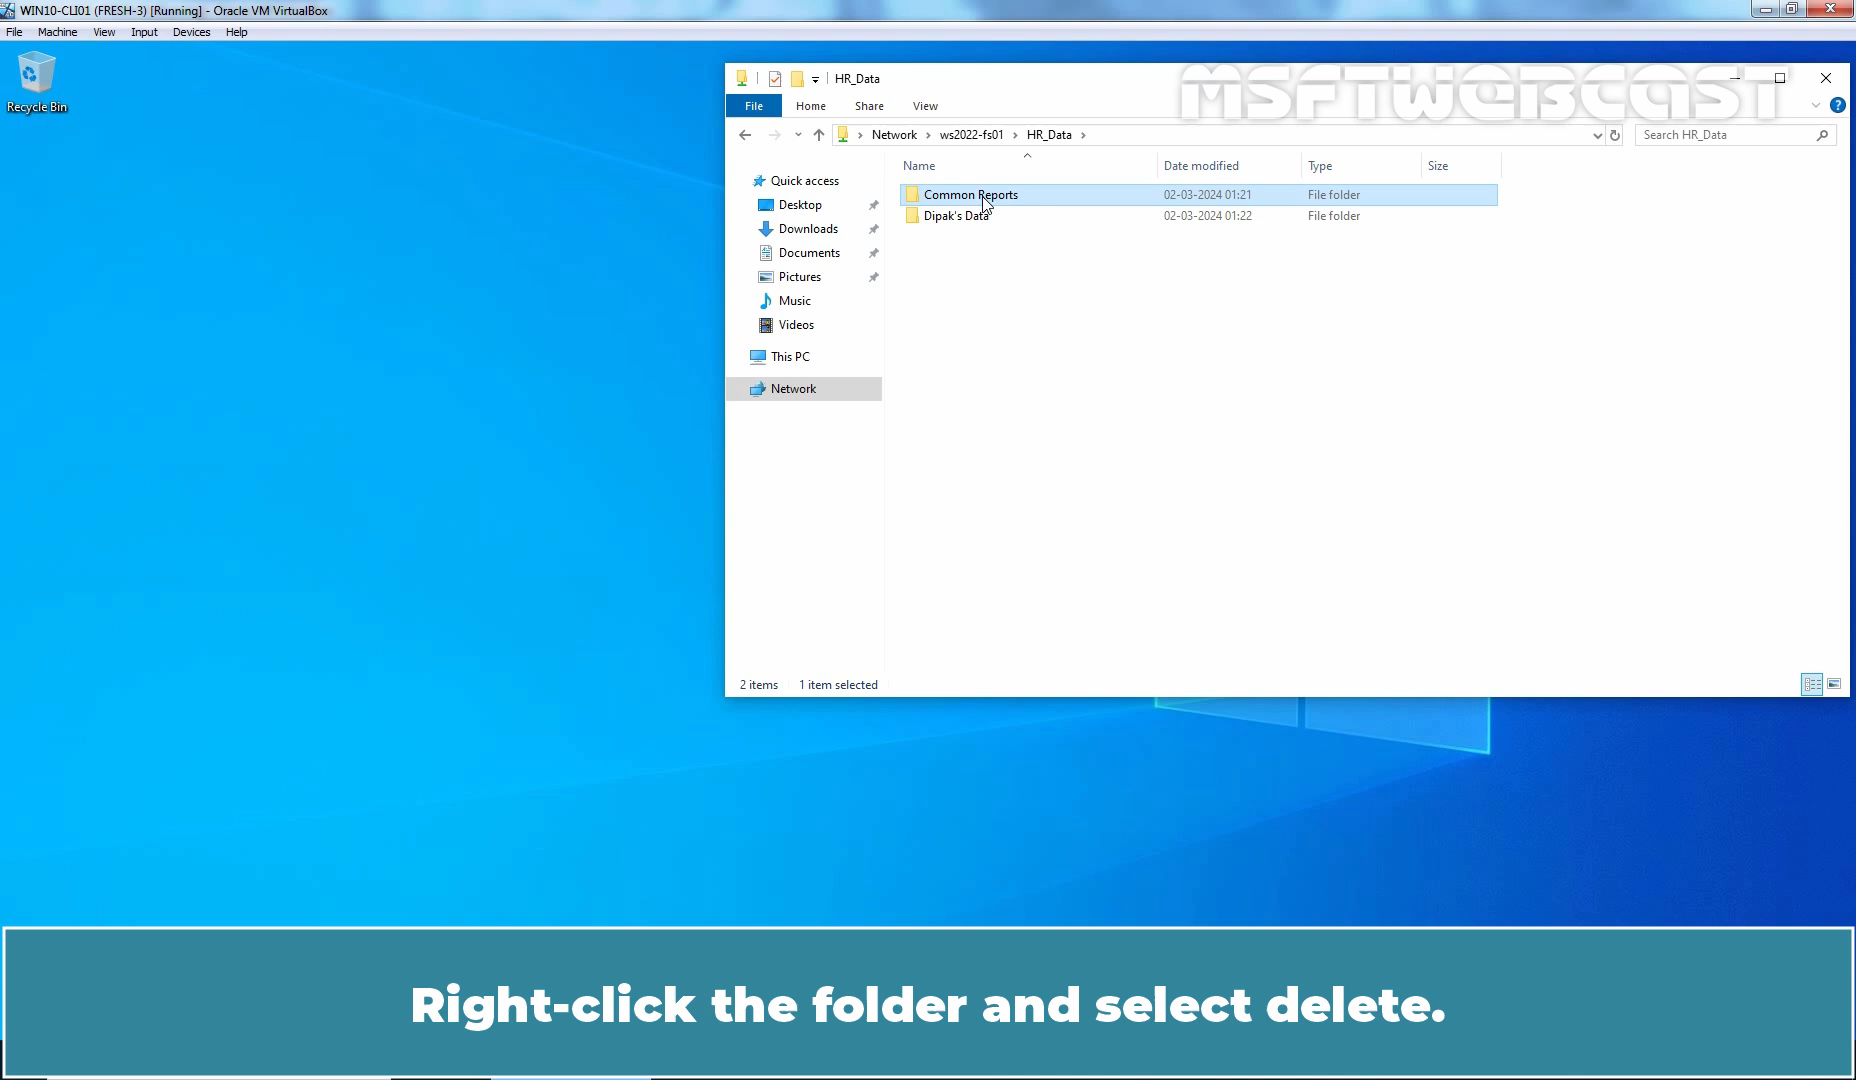 WIN10-CLI01 (FRESH-3) [Running] - Oracle VM VirtualBox
File Machine View Input Devices Help
Recycle Bin
HR_Data
MSFTWEBCAST
File Home Share View
Network ws2022-fs01 HR_Data
Search HR_Data
Name Date modified Type Size
Quick access
Common Reports 02-03-2024 01:21 File folder
Dipak's Data 02-03-2024 01:22 File folder
Desktop
Downloads
Documents
Pictures
Music
Videos
This PC
Network
2 items 1 item selected
Right-click the folder and select delete.